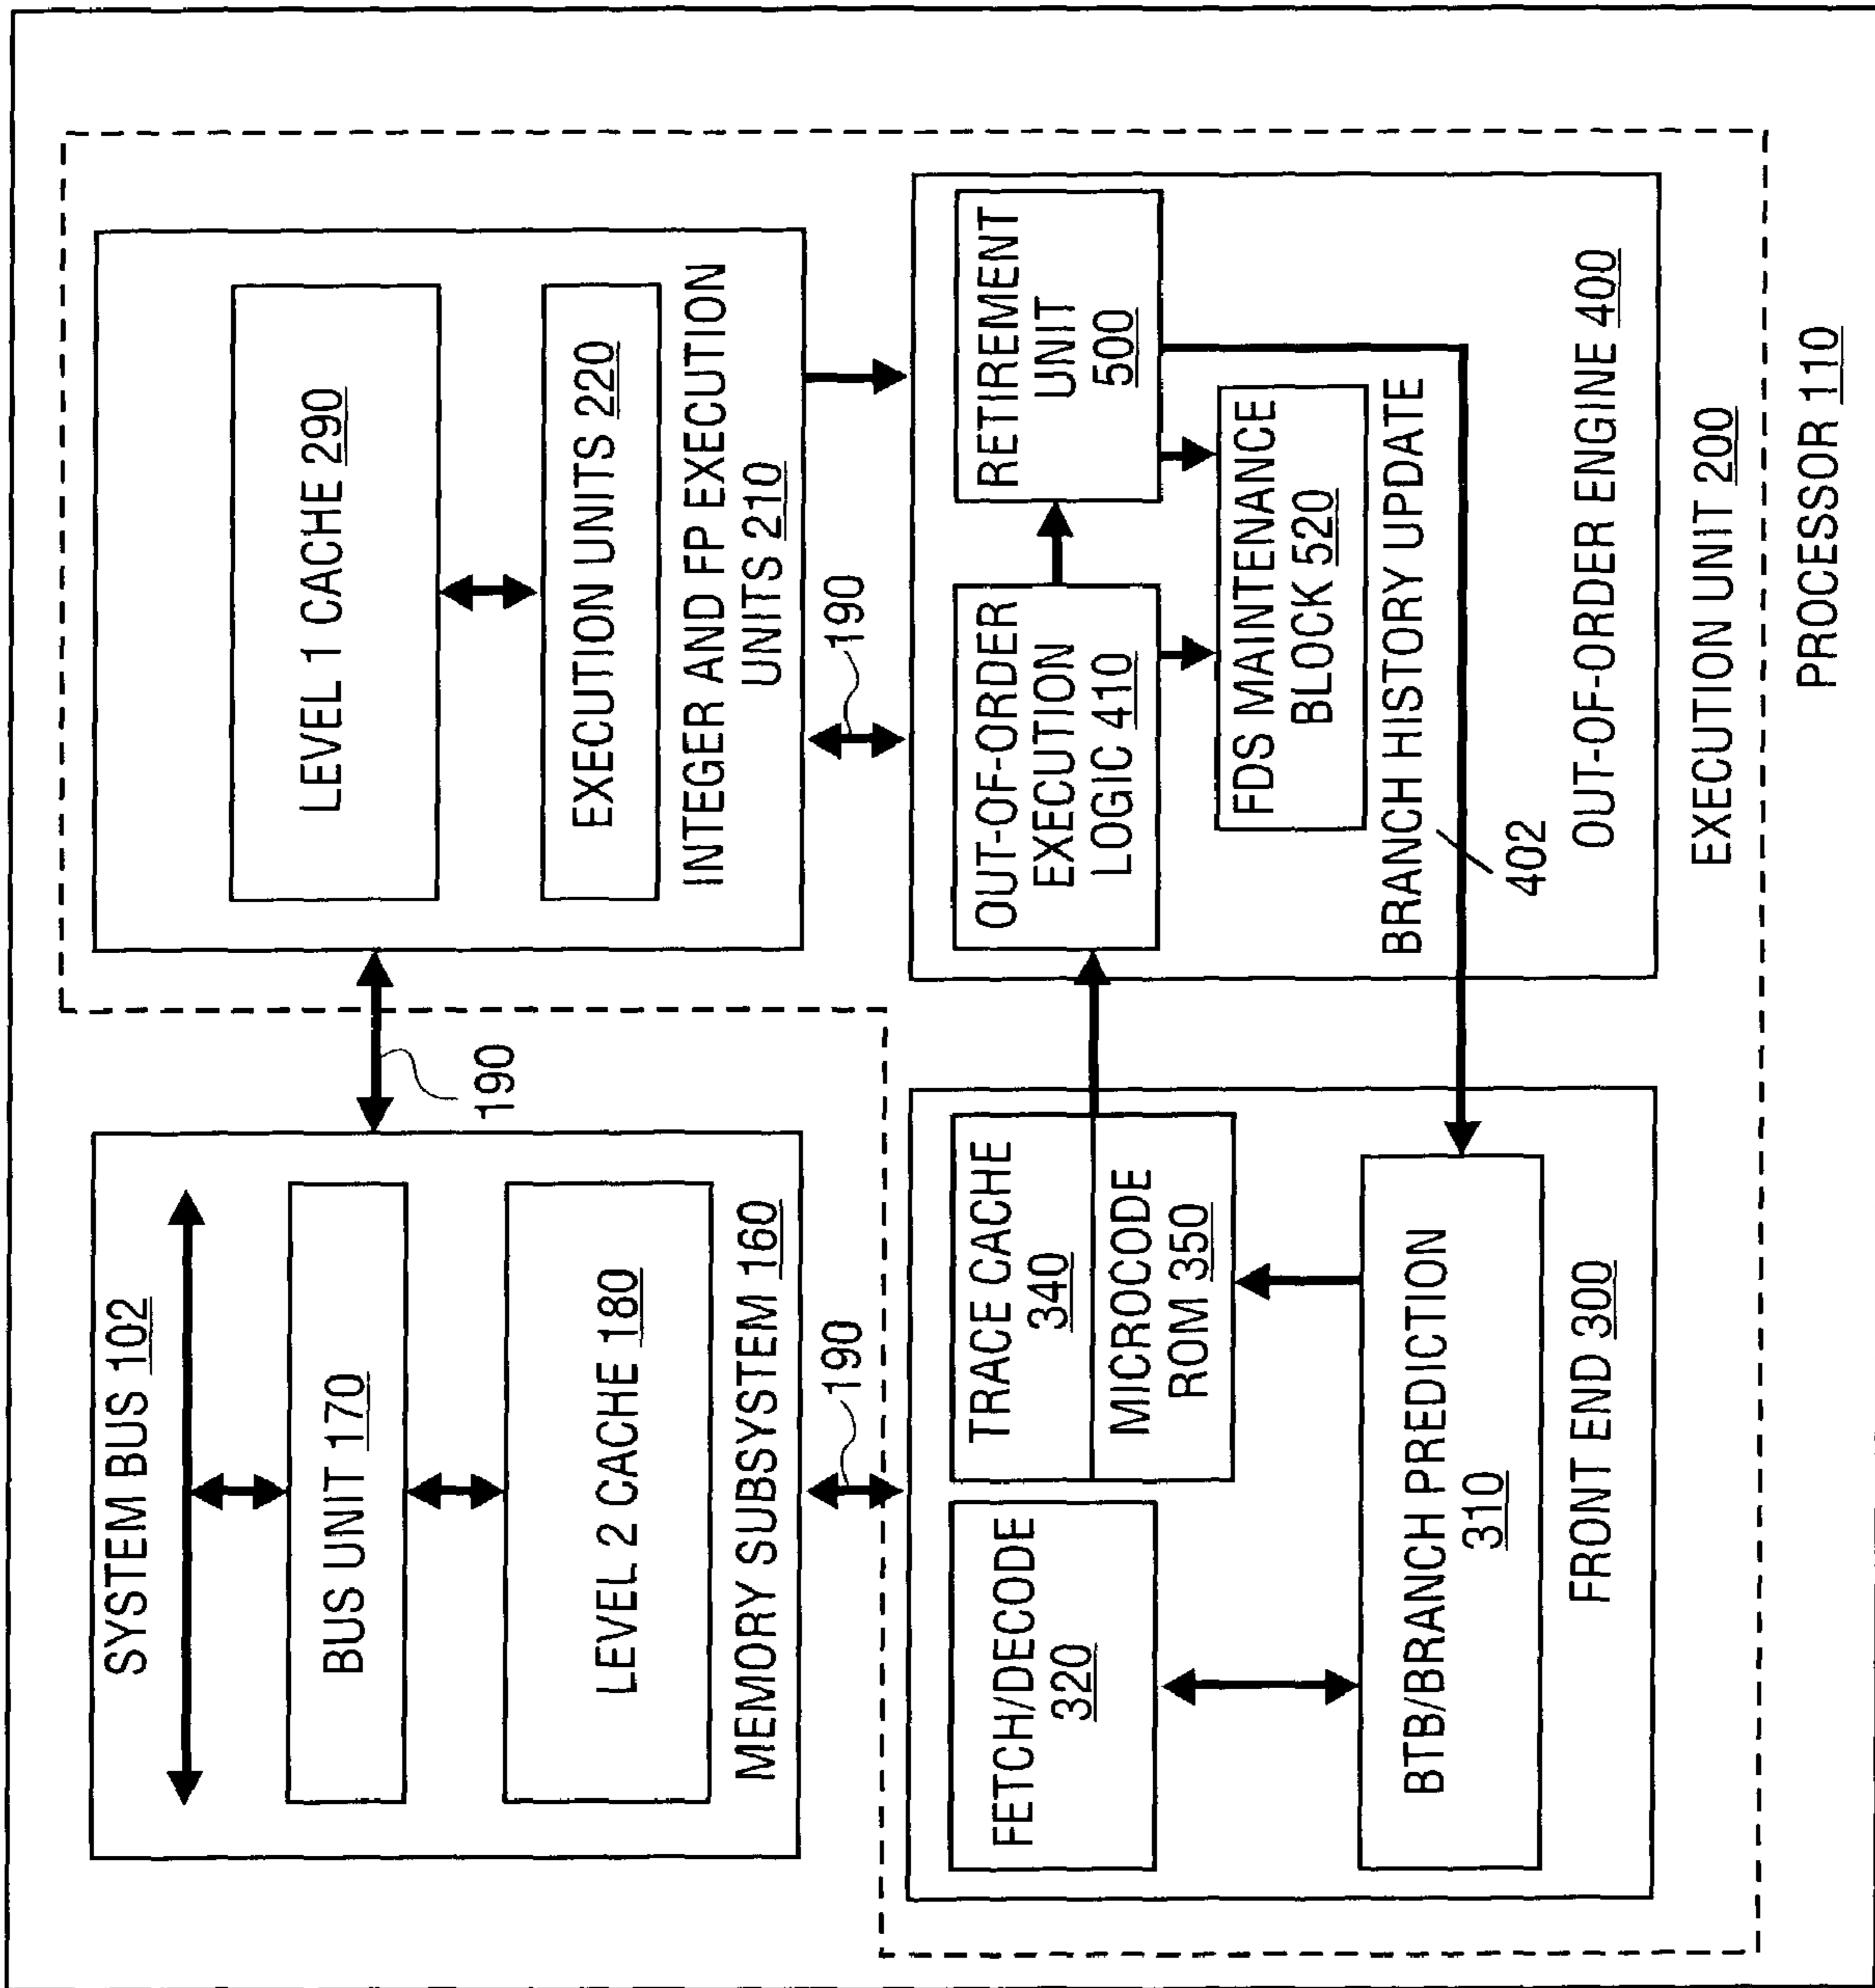 SYSTEM BUS 102
BUS UNIT 170
LEVEL 2 CACHE 180
MEMORY SUBSYSTEM 160
190
LEVEL 1 CACHE 290
EXECUTION UNITS 220
INTEGER AND FP EXECUTION
UNITS 210
190
190
FETCH/DECODE
320
TRACE CACHE
340
MICROCODE
ROM 350
BTB/BRANCH PREDICTION
310
FRONT END 300
OUT-OF-ORDER
EXECUTION
LOGIC 410
RETIREMENT
UNIT
500
FDS MAINTENANCE
BLOCK 520
BRANCH HISTORY UPDATE
402
OUT-OF-ORDER ENGINE 400
EXECUTION UNIT 200
PROCESSOR 110